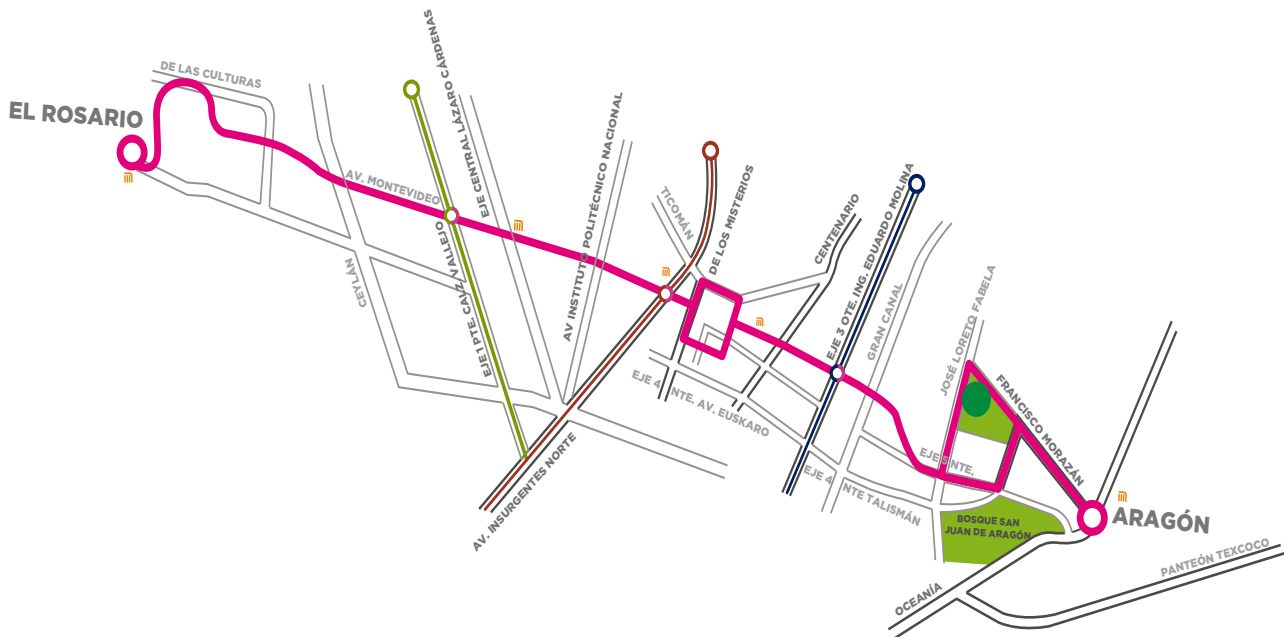 DE LAS CULTURAS
EL ROSARIO
AV. MONTEVIDEO
CEYLÁN
EJE 1 PTE. CALZ. VALLEJO
EJE CENTRAL LÁZARO CÁRDENAS
AV INSTITUTO POLITÉCNICO NACIONAL
AV. INSURGENTES NORTE
TICOMÁN
DE LOS MISTERIOS
CENTENARIO
EJE 4 NTE. AV. EUSKARO
EJE 3 OTE. ING. EDUARDO MOLINA
GRAN CANAL
JOSÉ LORETO FABELA
FRANCISCO MORAZÁN
EJE 5 NTE.
EJE 4 NTE TALISMÁN
BOSQUE SAN
JUAN DE ARAGÓN
ARAGÓN
OCEANÍA
PANTEÓN TEXCOCO